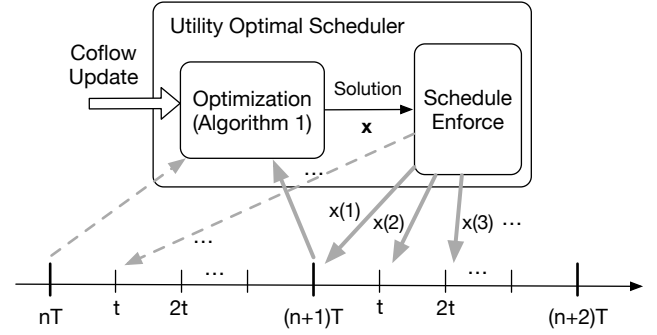 Utility Optimal Scheduler
Coflow
Update
Optimization
(Algorithm 1)
Solution
x
Schedule
Enforce
...
x(1)
x(2)
x(3) ...
...
...
...
nT
t
2t
(n+1)T
t
2t
(n+2)T